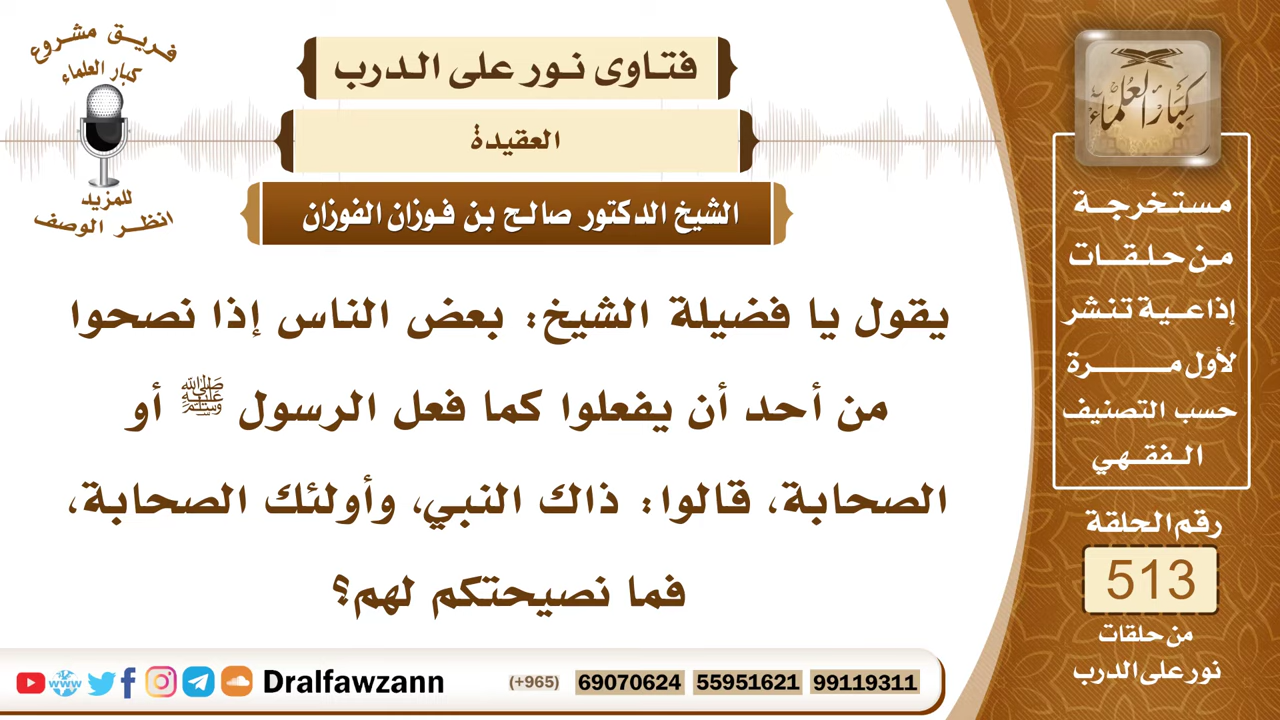 فريق مشروع
كبار العلماء
للمزيد
انظر الوصف
فتاوى نور على الدرب
العقيدة
الشيخ الدكتور صالح بن فوزان الفوزان
يقول يا فضيلة الشيخ: بعض الناس إذا نصحوا
من أحد أن يفعلوا كما فعل الرسول ﷺ أو
الصحابة، قالوا: ذاك النبي، وأولئك الصحابة،
فما نصيحتكم لهم؟
كبار العلماء
مستخرجة
من حلقات
إذاعية تنشر
لأول مرة
حسب التصنيف
الفقهي
رقم الحلقة
513
من حلقات
نور على الدرب
www
Dralfawzann
(+965) 69070624 55951621 99119311